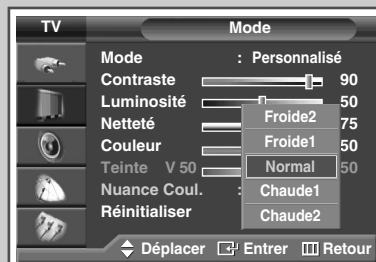 TV Mode
Mode : Personnalisé
Contraste 90
Luminosité 50
Netteté 75
Couleur 50
Teinte V 50 50
Nuance Coul. :
Réinitialiser
Froide2
Froide1
Normal
Chaude1
Chaude2
Déplacer Entrer Retour